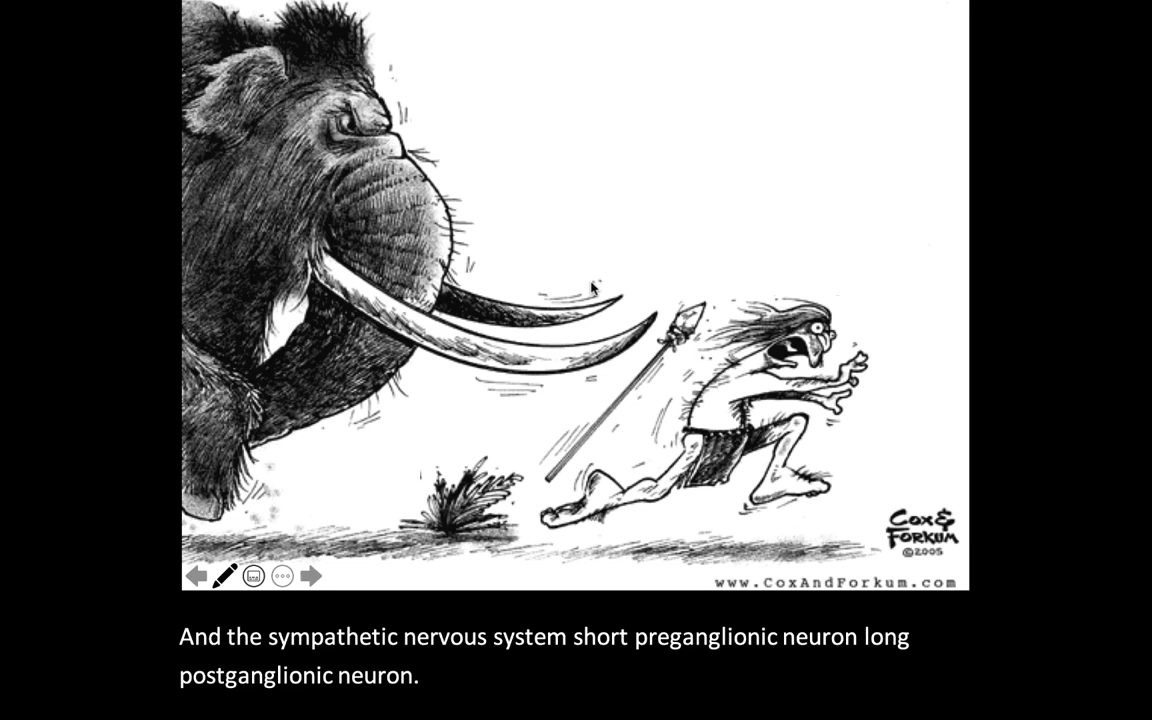 Cox&
Forkum
©2005
www.CoxAndForkum.com
And the sympathetic nervous system short preganglionic neuron long
postganglionic neuron.